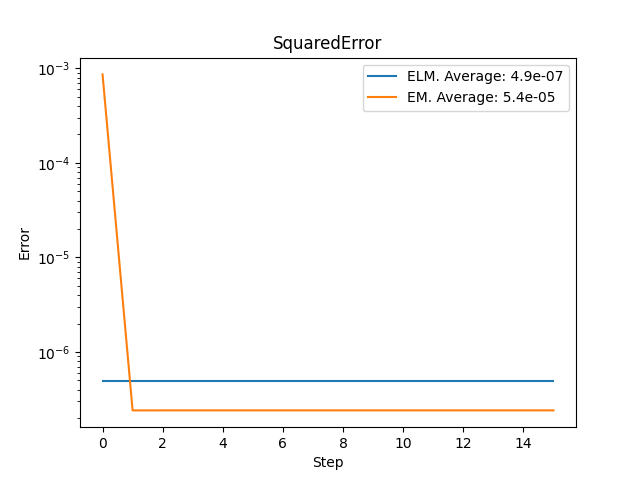 SquaredError
ELM. Average: 4.9e-07
EM. Average: 5.4e-05
Error
10⁻³
10⁻⁴
10⁻⁵
10⁻⁶
0 2 4 6 8 10 12 14
Step